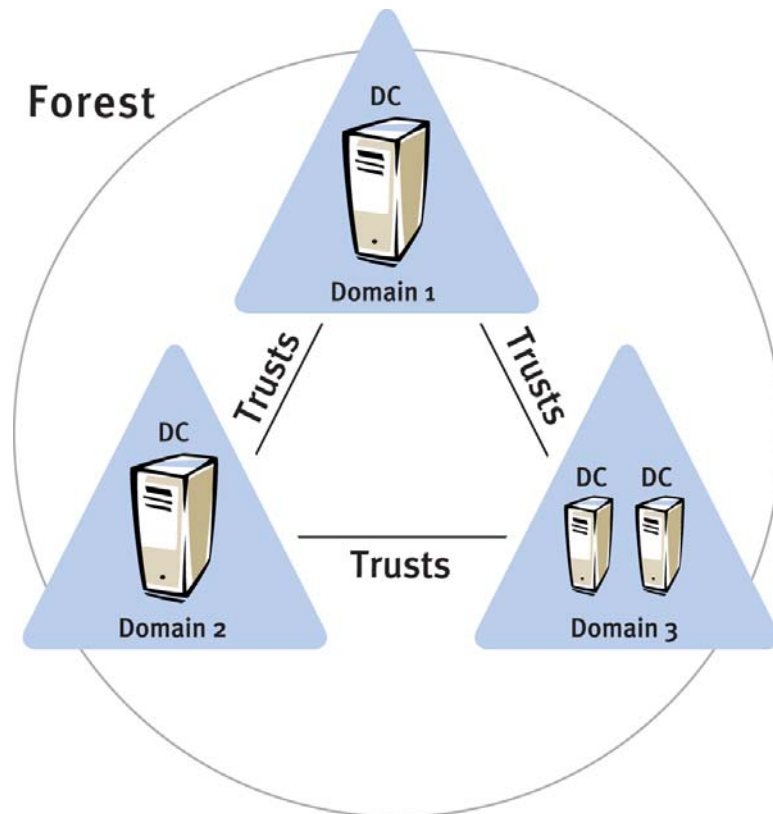 Forest
DC
Domain 1
Trusts
Trusts
DC
Domain 2
Trusts
DC DC
Domain 3